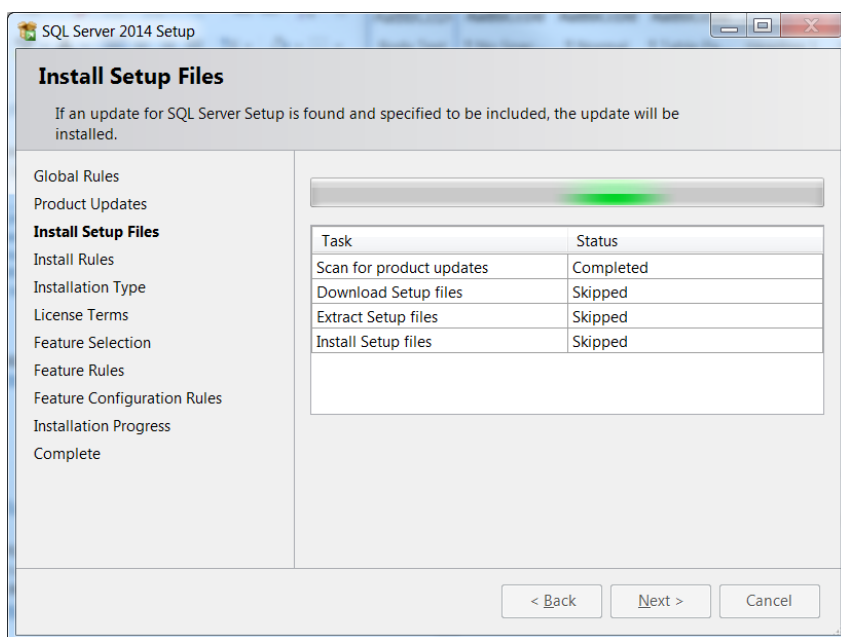 SQL Server 2014 Setup
Install Setup Files
If an update for SQL Server Setup is found and specified to be included, the update will be
installed.
Global Rules
Product Updates
Install Setup Files
Install Rules
Installation Type
License Terms
Feature Selection
Feature Rules
Feature Configuration Rules
Installation Progress
Complete
Task Status
Scan for product updates Completed
Download Setup files Skipped
Extract Setup files Skipped
Install Setup files Skipped
< Back Next > Cancel